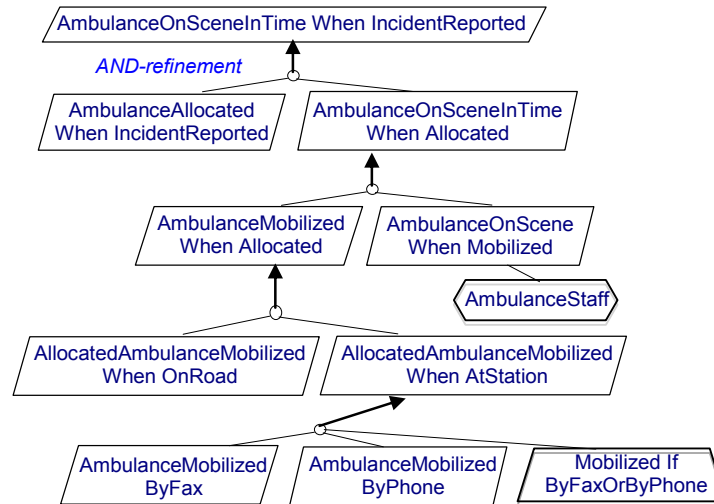 AmbulanceOnSceneInTime When IncidentReported
AND-refinement
AmbulanceAllocated
When IncidentReported
AmbulanceOnSceneInTime
When Allocated
AmbulanceMobilized
When Allocated
AmbulanceOnScene
When Mobilized
AmbulanceStaff
AllocatedAmbulanceMobilized
When OnRoad
AllocatedAmbulanceMobilized
When AtStation
AmbulanceMobilized
ByFax
AmbulanceMobilized
ByPhone
Mobilized If
ByFaxOrByPhone